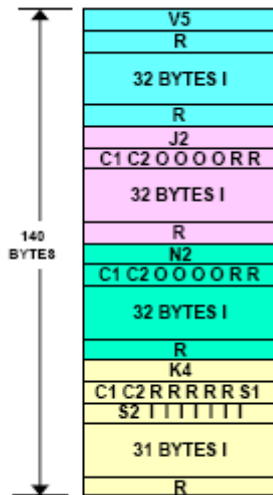 V5
R
32 BYTES I
R
J2
C1 C2 O O O O R R
32 BYTES I
R
140
BYTES
N2
C1 C2 O O O O R R
32 BYTES I
R
K4
C1 C2 R R R R R S1
S2 I I I I I I I
31 BYTES I
R